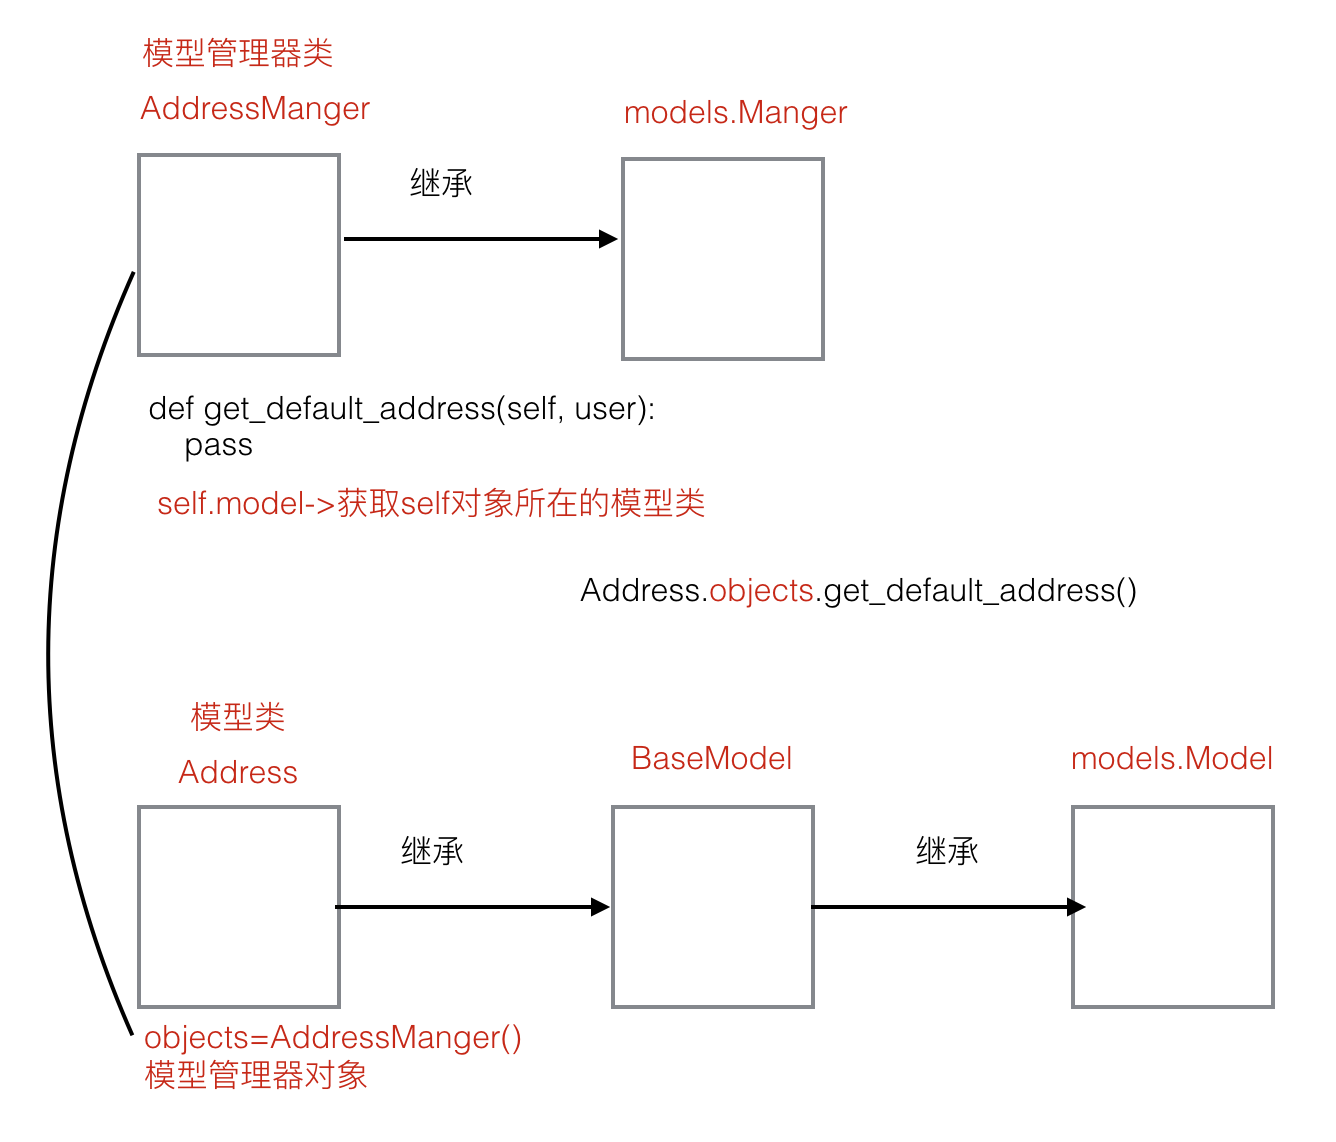 模型管理器类
AddressManger
models.Manger
继承
def get_default_address(self, user):
pass
self.model->获取self对象所在的模型类
Address.objects.get_default_address()
模型类
Address
BaseModel
models.Model
继承
继承
objects=AddressManger()
模型管理器对象